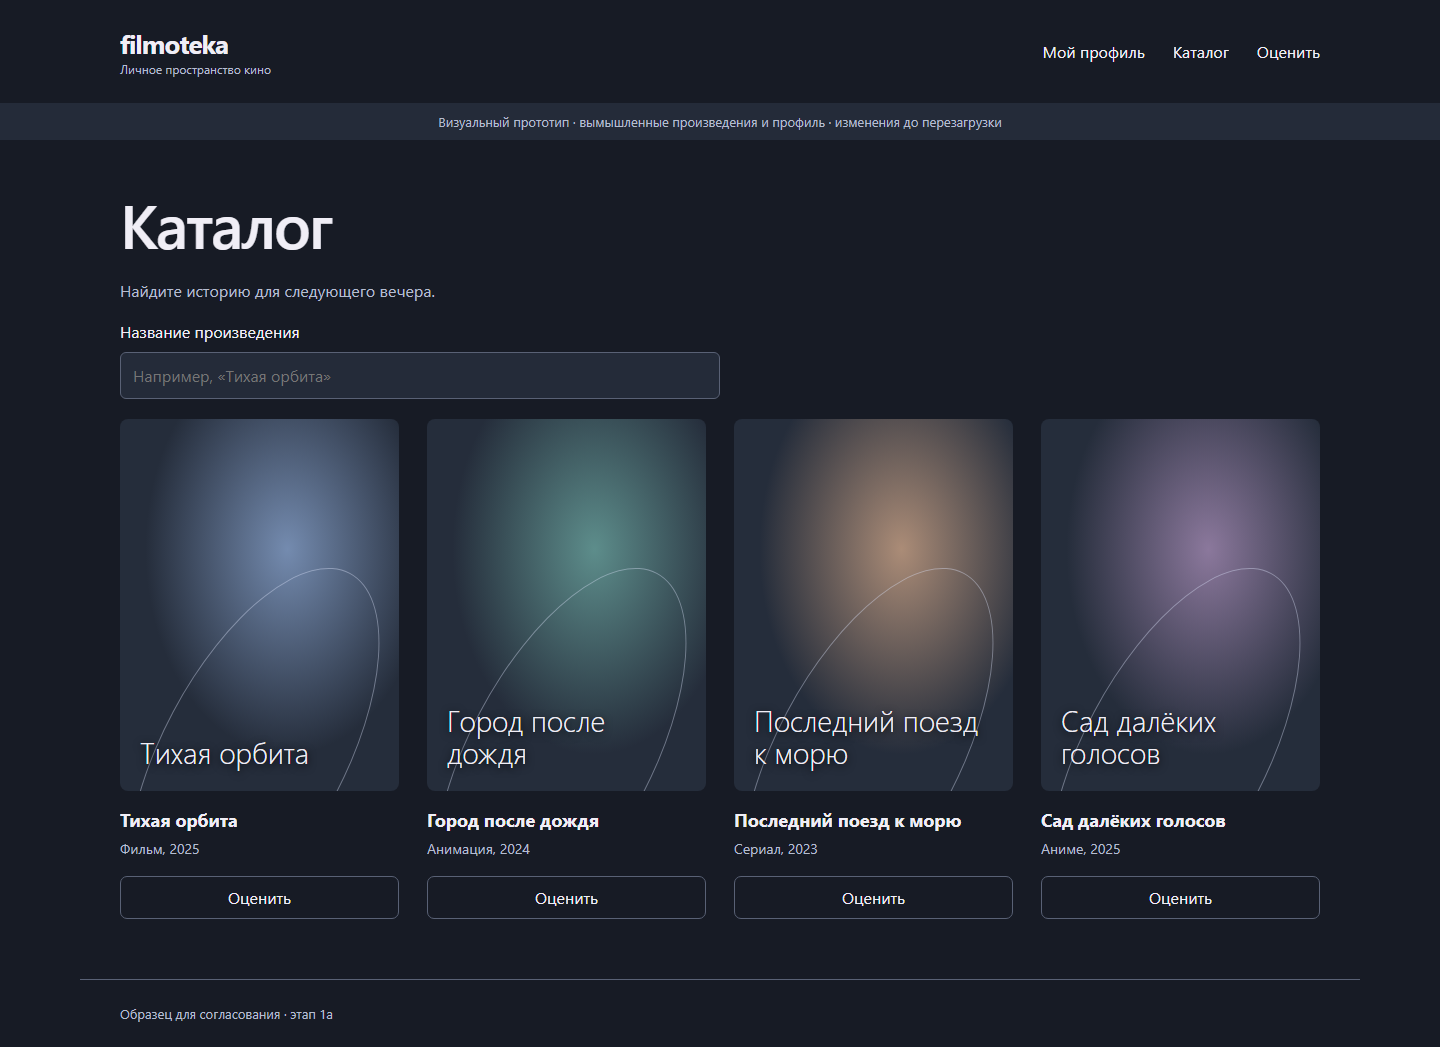 filmoteka
Личное пространство кино
Мой профиль
Каталог
Оценить
Визуальный прототип · вымышленные произведения и профиль · изменения до перезагрузки
Каталог
Найдите историю для следующего вечера.
Название произведения
Например, «Тихая орбита»
Тихая орбита
Город после
дождя
Последний поезд
к морю
Сад далёких
голосов
Тихая орбита
Фильм, 2025
Оценить
Город после дождя
Анимация, 2024
Оценить
Последний поезд к морю
Сериал, 2023
Оценить
Сад далёких голосов
Аниме, 2025
Оценить
Образец для согласования · этап 1а